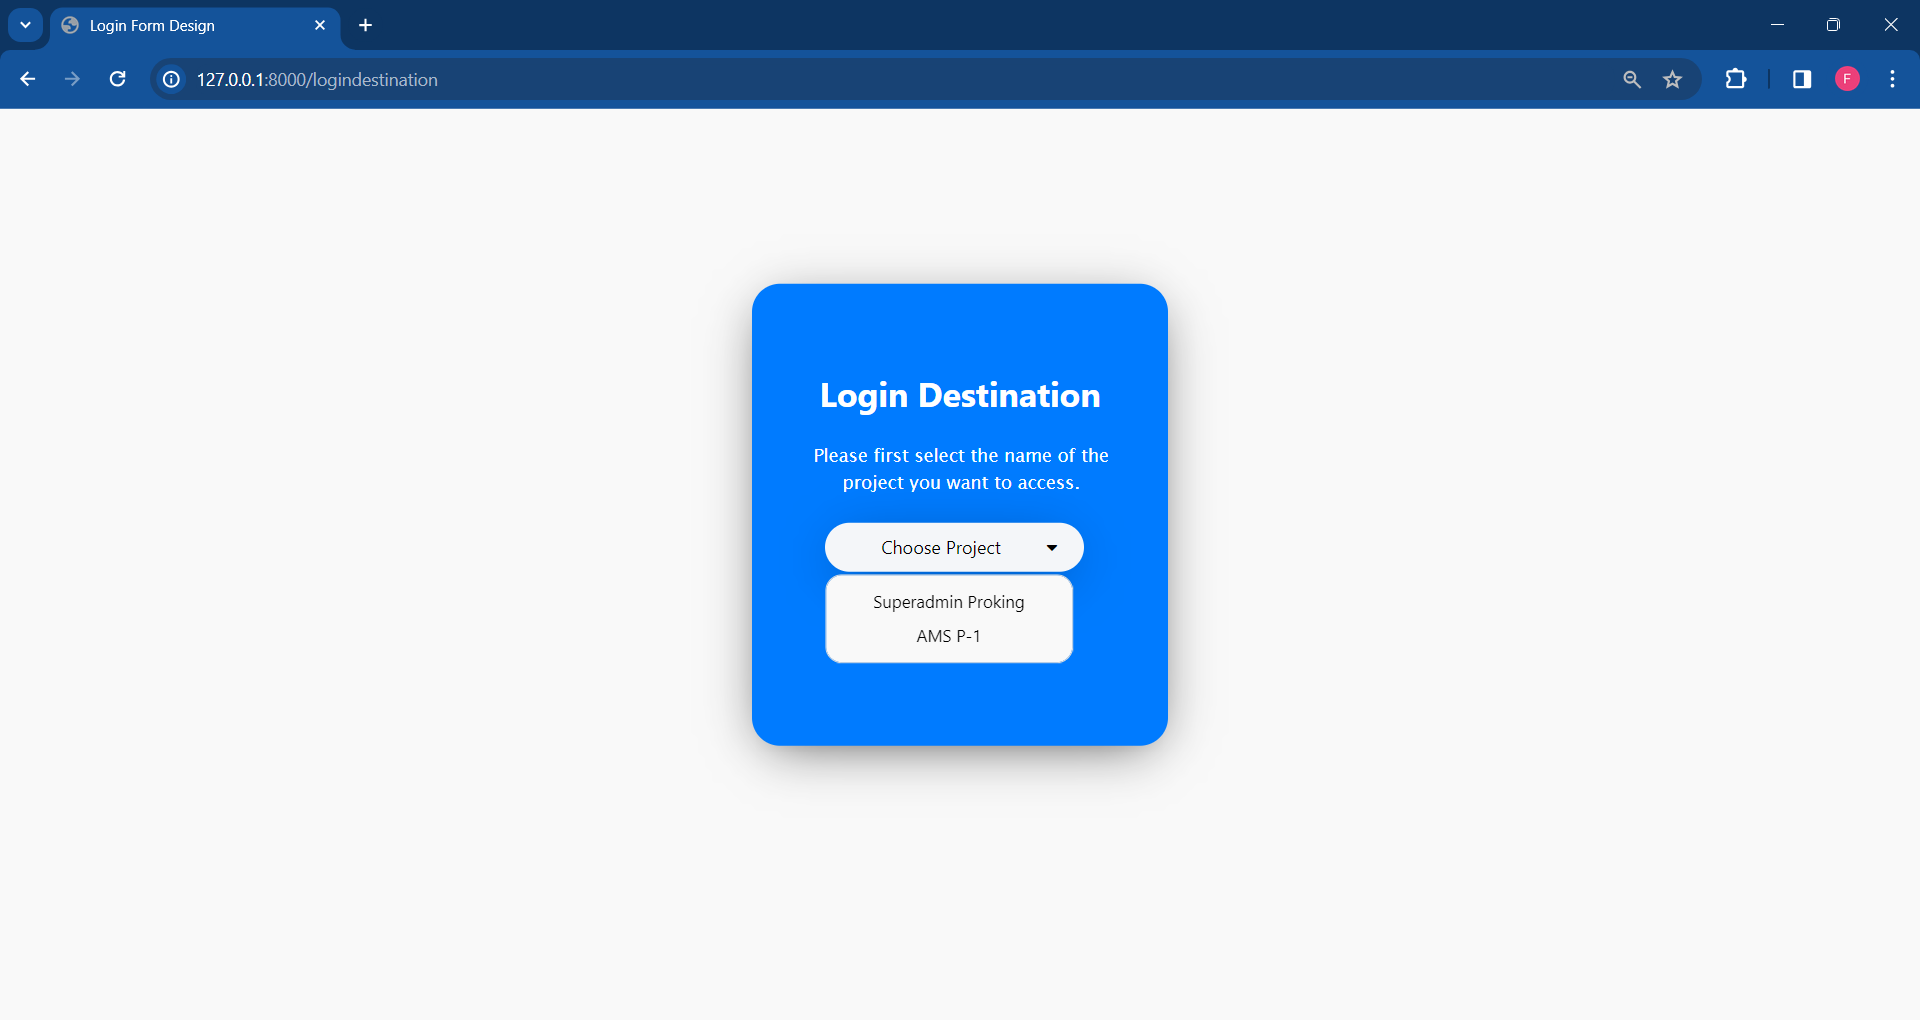 Login Form Design
127.0.0.1:8000/logindestination
F
Login Destination
Please first select the name of the
project you want to access.
Choose Project
Superadmin Proking
AMS P-1